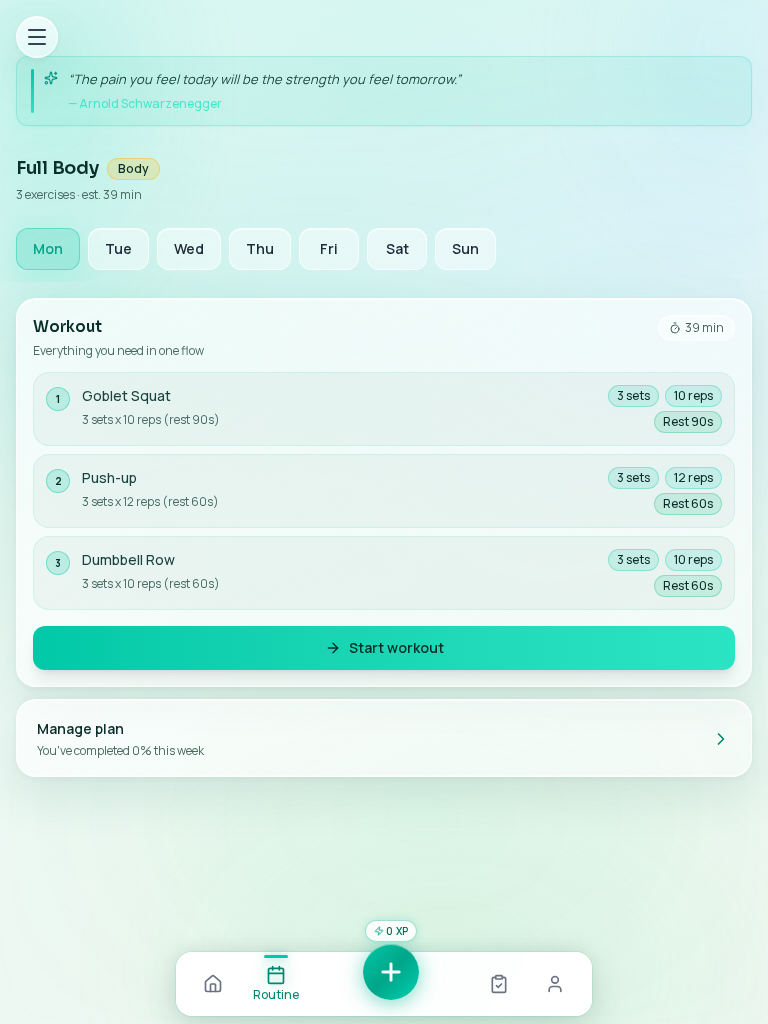 “The pain you feel today will be the strength you feel tomorrow.”
— Arnold Schwarzenegger
Full Body
Body
3 exercises · est. 39 min
Mon
Tue
Wed
Thu
Fri
Sat
Sun
Workout
39 min
Everything you need in one flow
1
Goblet Squat
3 sets
10 reps
3 sets x 10 reps (rest 90s)
Rest 90s
2
Push-up
3 sets
12 reps
3 sets x 12 reps (rest 60s)
Rest 60s
3
Dumbbell Row
3 sets
10 reps
3 sets x 10 reps (rest 60s)
Rest 60s
Start workout
Manage plan
You've completed 0% this week
0 XP
Routine